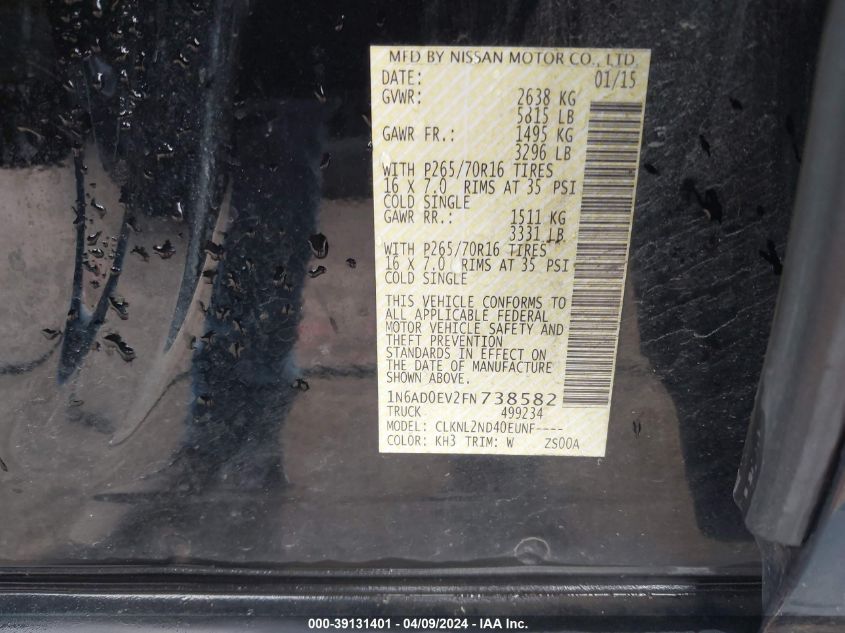 MFD BY NISSAN MOTOR CO., LTD.
DATE: 01/15
GVWR: 2638 KG
5815 LB
GAWR FR.: 1495 KG
3296 LB
WITH P265/70R16 TIRES
16 X 7.0 RIMS AT 35 PSI
COLD SINGLE
GAWR RR.: 1511 KG
3331 LB
WITH P265/70R16 TIRES
16 X 7.0 RIMS AT 35 PSI
COLD SINGLE
THIS VEHICLE CONFORMS TO
ALL APPLICABLE FEDERAL
MOTOR VEHICLE SAFETY AND
THEFT PREVENTION
STANDARDS IN EFFECT ON
THE DATE OF MANUFACTURE
SHOWN ABOVE.
1N6AD0EV2FN738582
TRUCK 499234
MODEL: CLKNL2ND40EUNF----
COLOR: KH3 TRIM: W ZS00A
000-39131401 - 04/09/2024 - IAA Inc.